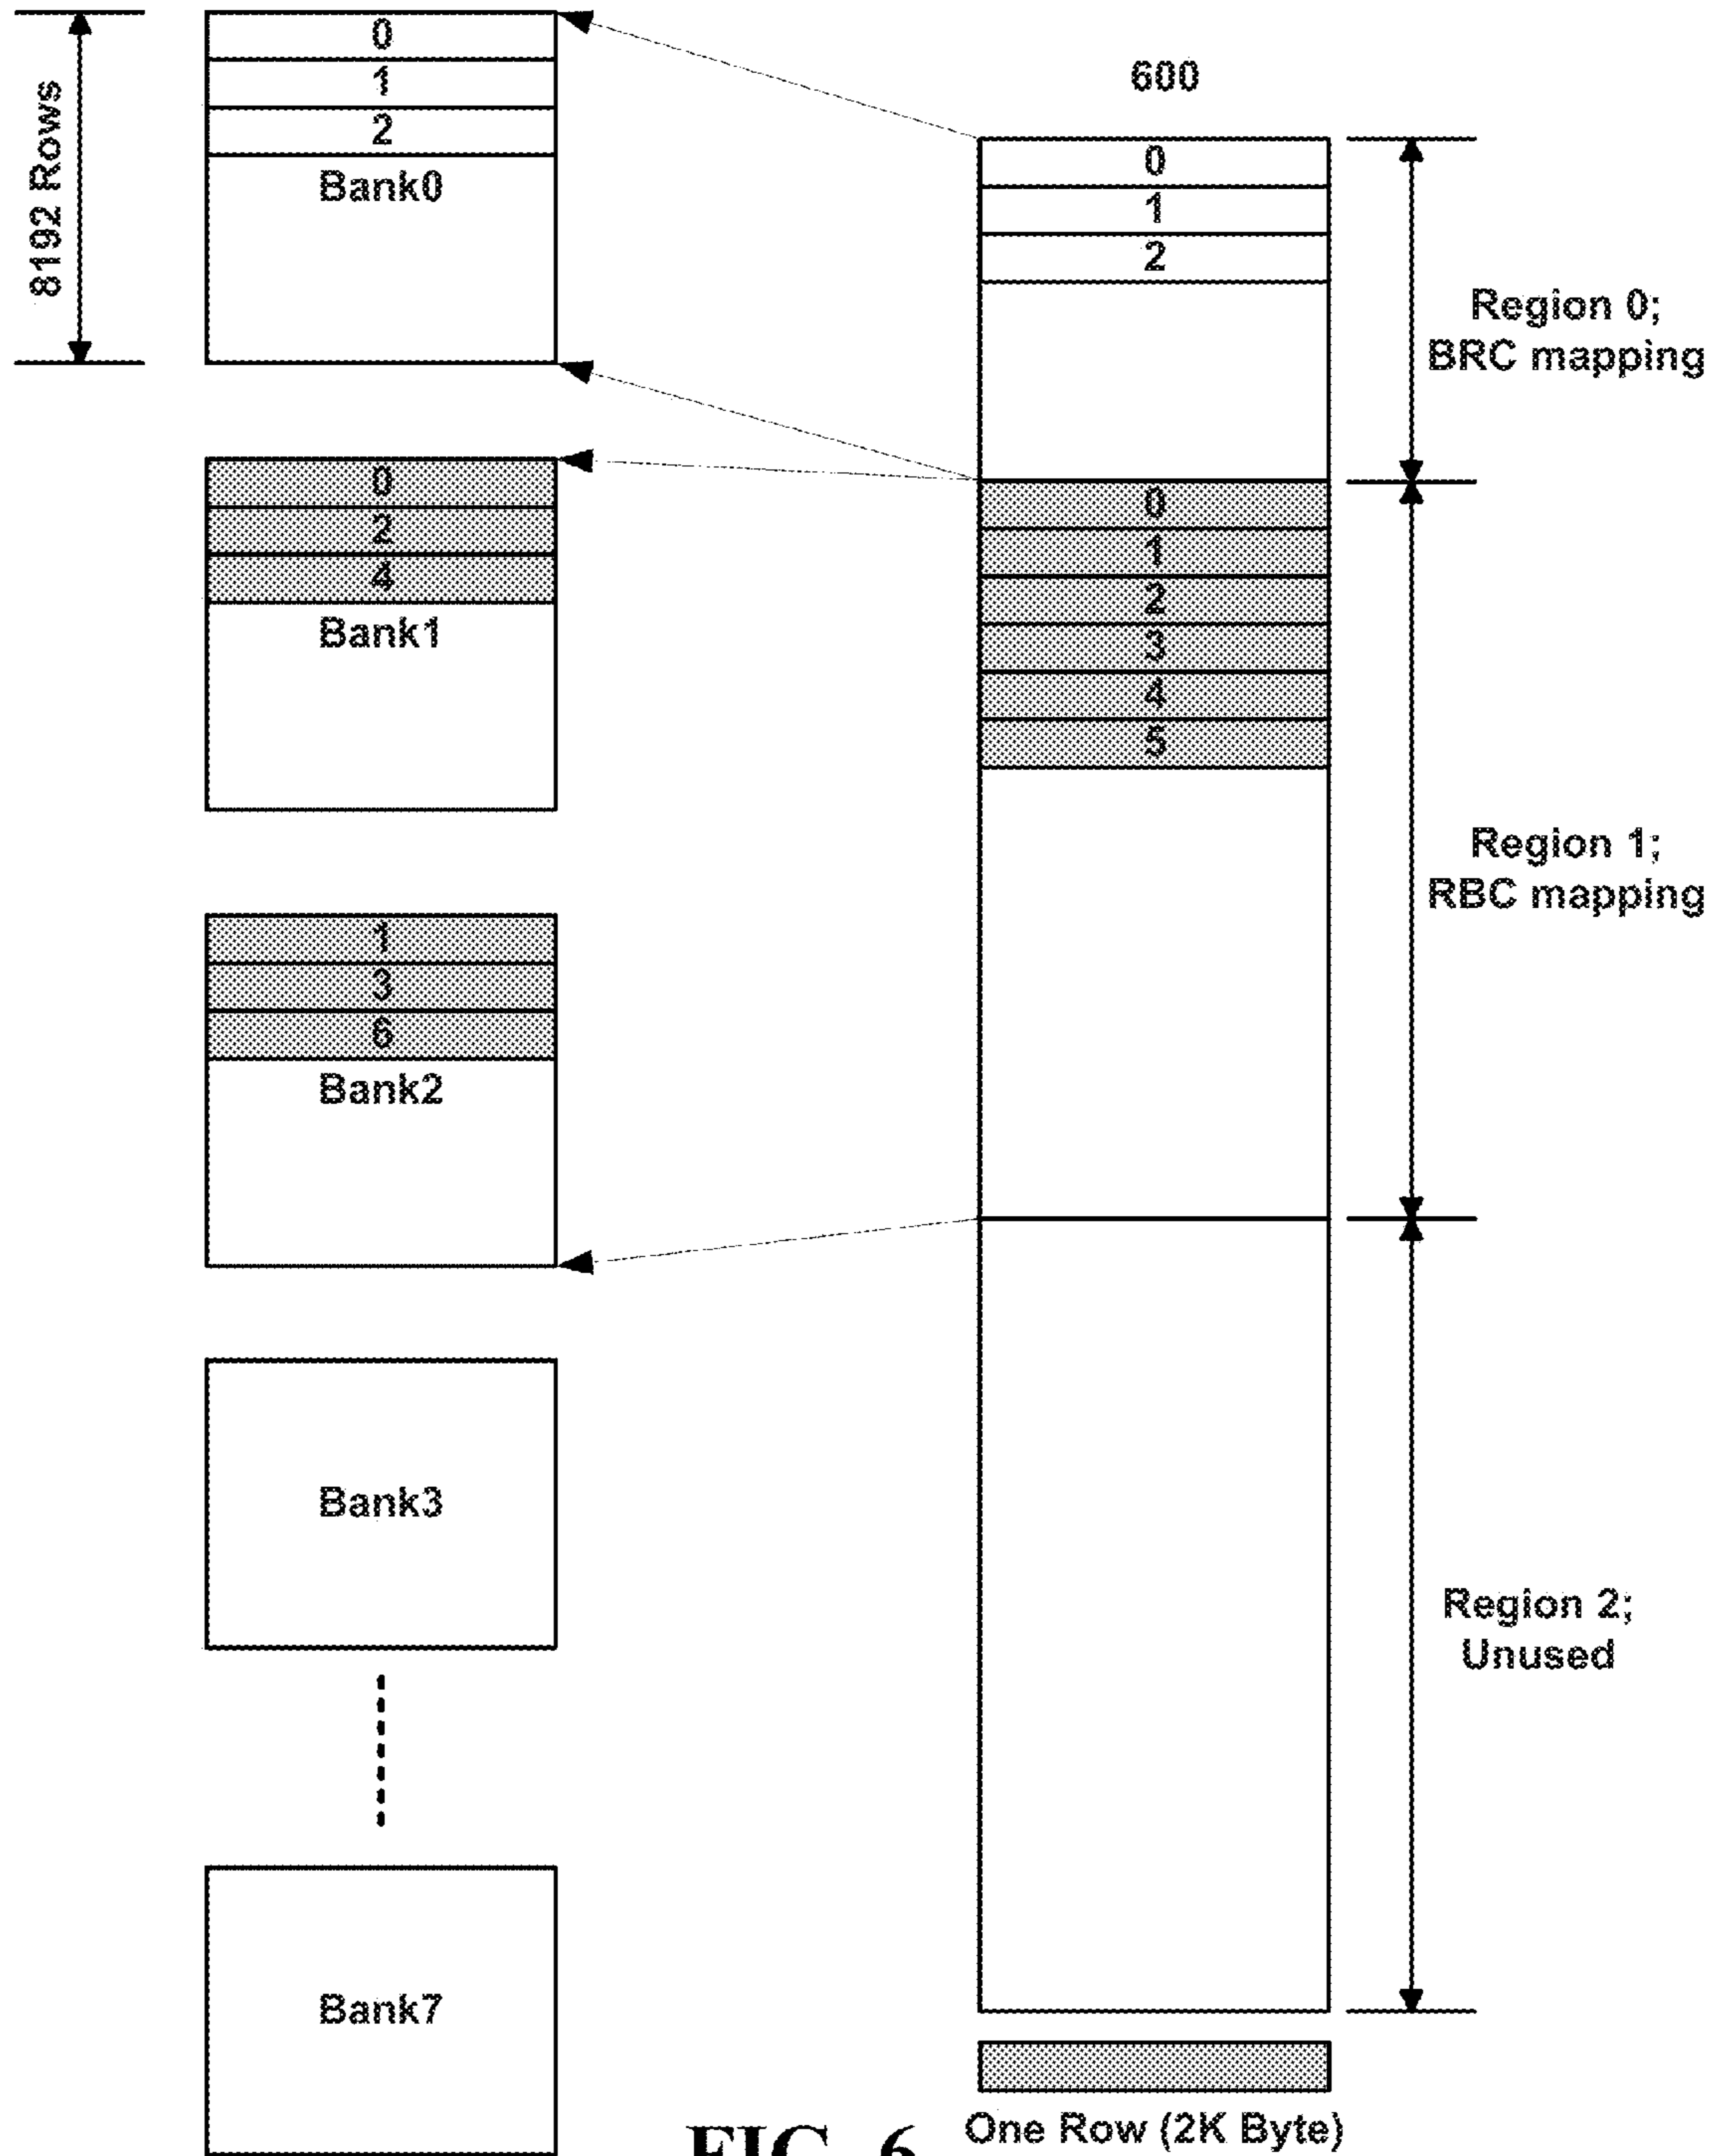 8192 Rows
0
1
2
Bank0
0
2
4
Bank1
1
3
6
Bank2
Bank3
Bank7
600
0
1
2
0
1
2
3
4
5
Region 0;
BRC mapping
Region 1;
RBC mapping
Region 2;
Unused
One Row (2K Byte)
FIG. 6